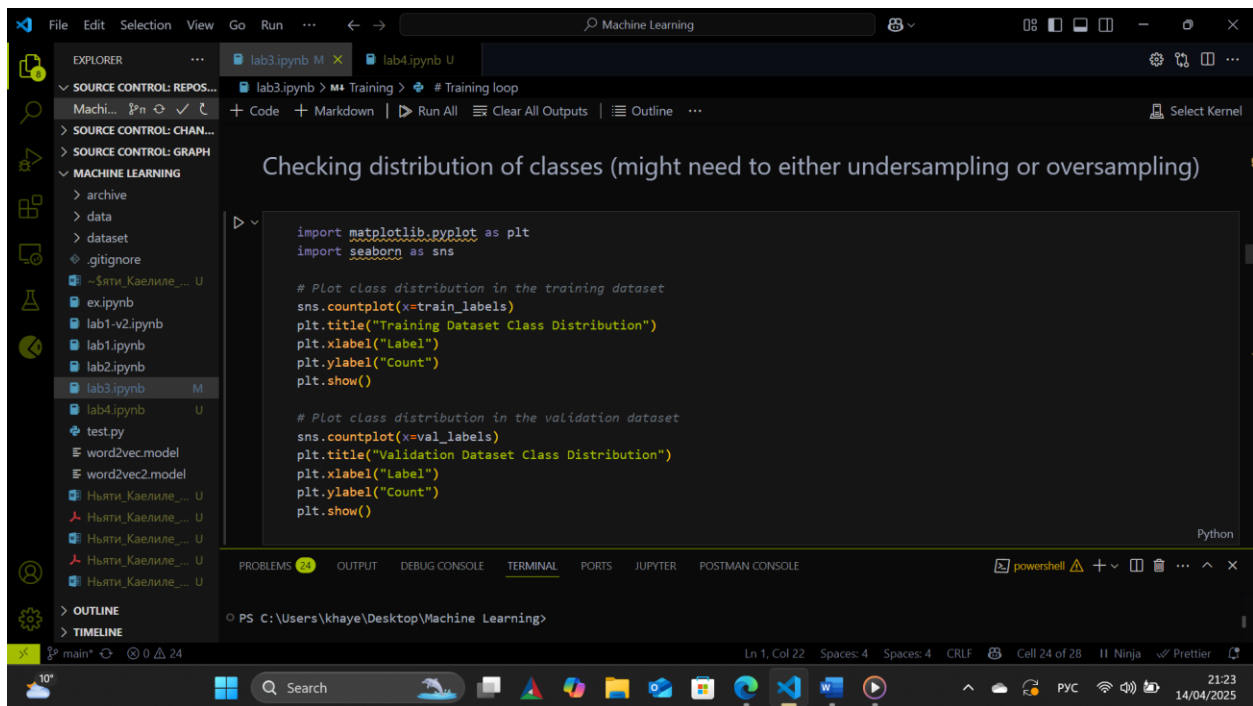 File Edit Selection View Go Run ··· Machine Learning
EXPLORER ···
SOURCE CONTROL: REPOS...
Machi... n
SOURCE CONTROL: CHAN...
SOURCE CONTROL: GRAPH
MACHINE LEARNING
archive
data
dataset
.gitignore
~$яти_Каелиле_... U
ex.ipynb
lab1-v2.ipynb
lab1.ipynb
lab2.ipynb
lab3.ipynb M
lab4.ipynb U
test.py
word2vec.model
word2vec2.model
Ньяти_Каелиле_... U
Ньяти_Каелиле_... U
Ньяти_Каелиле_... U
Ньяти_Каелиле_... U
Ньяти_Каелиле_... U
OUTLINE
TIMELINE
8
lab3.ipynb M lab4.ipynb U
lab3.ipynb > M↓ Training > # Training loop
+ Code + Markdown | Run All Clear All Outputs | Outline ··· Select Kernel
Checking distribution of classes (might need to either undersampling or oversampling)
import matplotlib.pyplot as plt
import seaborn as sns
# Plot class distribution in the training dataset
sns.countplot(x=train_labels)
plt.title("Training Dataset Class Distribution")
plt.xlabel("Label")
plt.ylabel("Count")
plt.show()
# Plot class distribution in the validation dataset
sns.countplot(x=val_labels)
plt.title("Validation Dataset Class Distribution")
plt.xlabel("Label")
plt.ylabel("Count")
plt.show()
Python
PROBLEMS 24 OUTPUT DEBUG CONSOLE TERMINAL PORTS JUPYTER POSTMAN CONSOLE powershell
PS C:\Users\khaye\Desktop\Machine Learning>
main* 0 24 Ln 1, Col 22 Spaces: 4 Spaces: 4 CRLF Cell 24 of 28 Ninja Prettier
10° Search РУС 21:23
14/04/2025